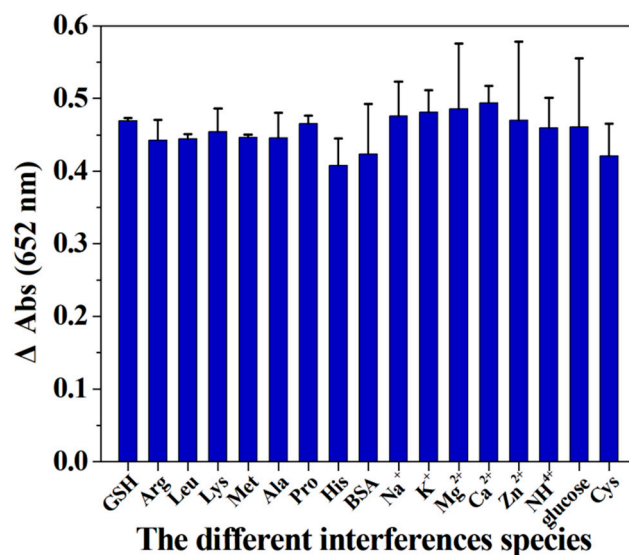 0.6
0.5
0.4
0.3
0.2
0.1
0.0
Δ Abs (652 nm)
GSH
Arg
Leu
Lys
Met
Ala
Pro
His
BSA
Na⁺
K⁺
Mg²⁺
Ca²⁺
Zn²⁺
NH⁴⁺
glucose
Cys
The different interferences species